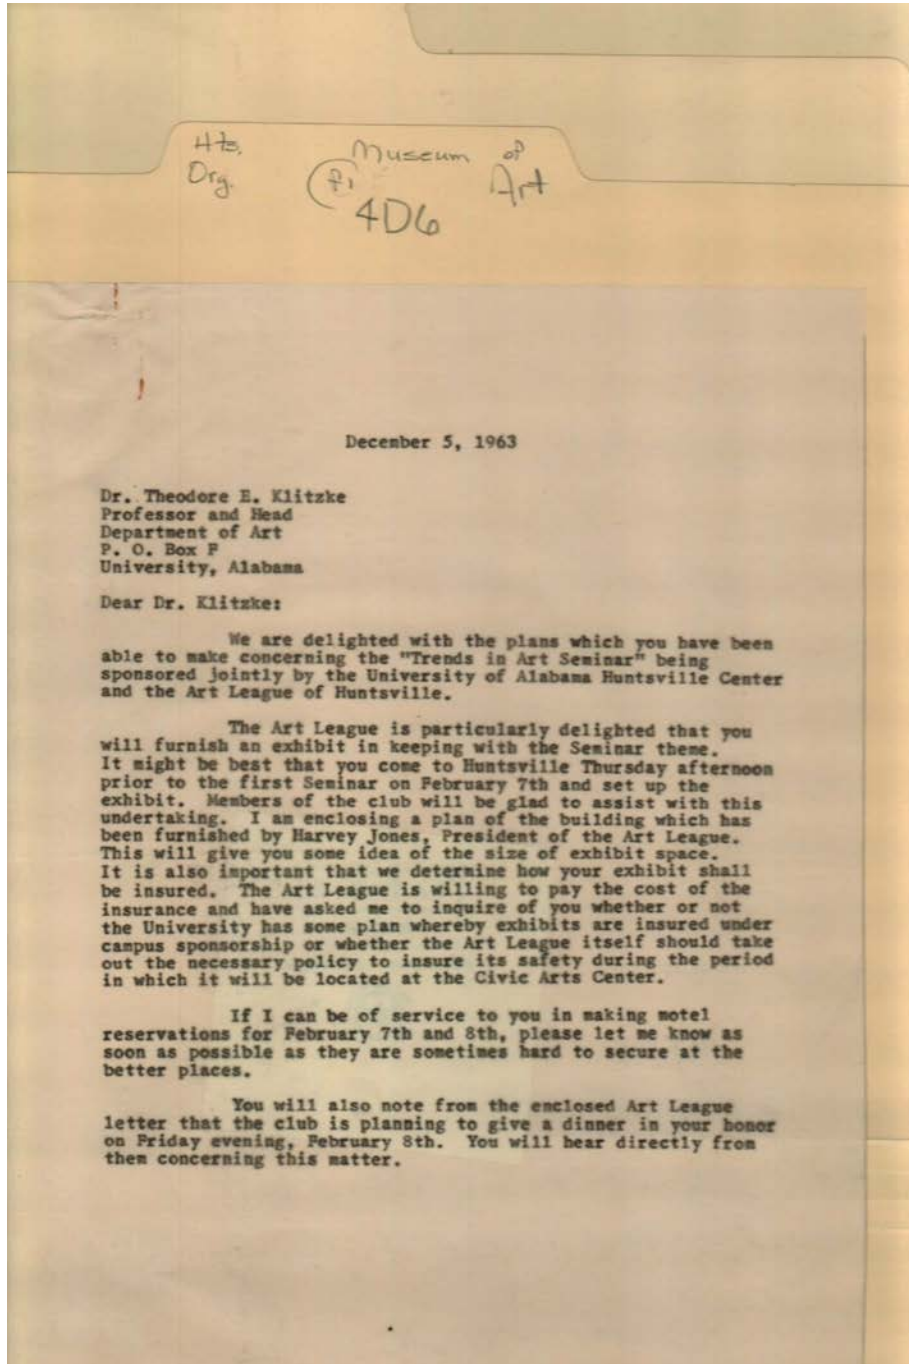 Hts. Museum of
Org. Art
4D6
December 5, 1963
Dr. Theodore E. Klitzke
Professor and Head
Department of Art
P. O. Box F
University, Alabama
Dear Dr. Klitzke:
We are delighted with the plans which you have been
able to make concerning the "Trends in Art Seminar" being
sponsored jointly by the University of Alabama Huntsville Center
and the Art League of Huntsville.
The Art League is particularly delighted that you
will furnish an exhibit in keeping with the Seminar theme.
It might be best that you come to Huntsville Thursday afternoon
prior to the first Seminar on February 7th and set up the
exhibit. Members of the club will be glad to assist with this
undertaking. I am enclosing a plan of the building which has
been furnished by Harvey Jones, President of the Art League.
This will give you some idea of the size of exhibit space.
It is also important that we determine how your exhibit shall
be insured. The Art League is willing to pay the cost of the
insurance and have asked me to inquire of you whether or not
the University has some plan whereby exhibits are insured under
campus sponsorship or whether the Art League itself should take
out the necessary policy to insure its safety during the period
in which it will be located at the Civic Arts Center.
If I can be of service to you in making motel
reservations for February 7th and 8th, please let me know as
soon as possible as they are sometimes hard to secure at the
better places.
You will also note from the enclosed Art League
letter that the club is planning to give a dinner in your honor
on Friday evening, February 8th. You will hear directly from
them concerning this matter.